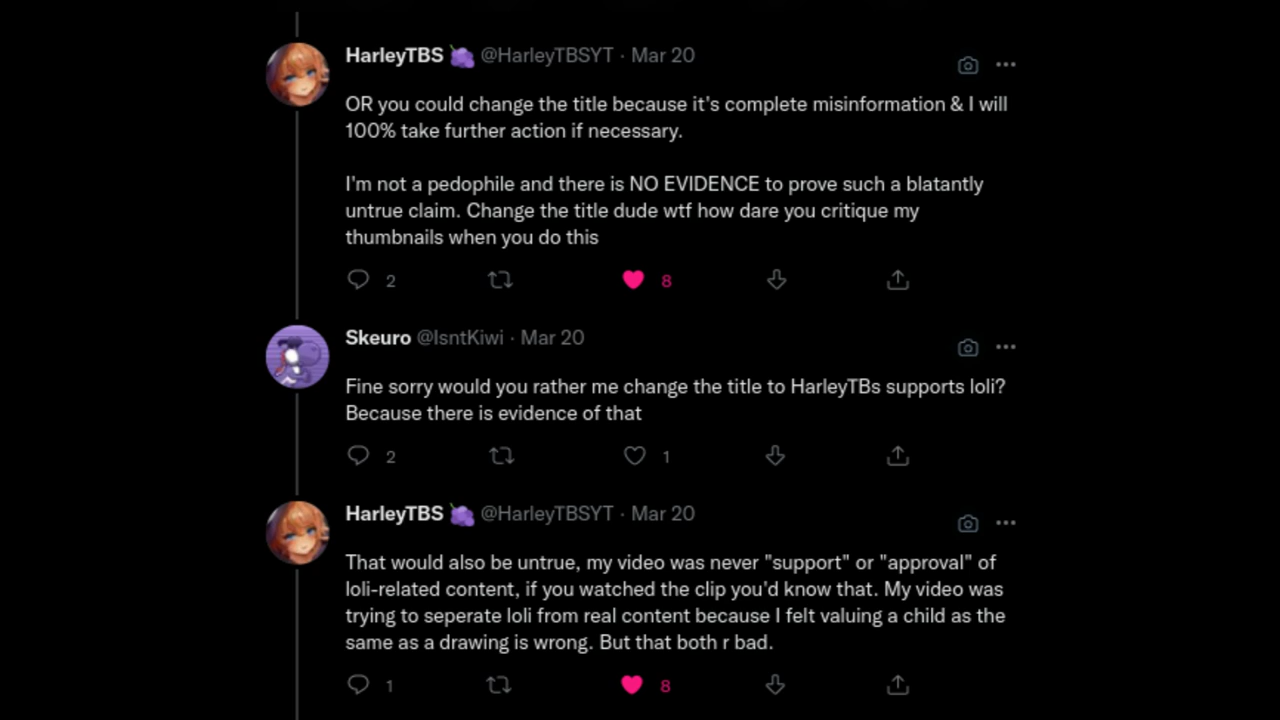 HarleyTBS 🍇 @HarleyTBSYT · Mar 20
OR you could change the title because it's complete misinformation & I will
100% take further action if necessary.
I'm not a pedophile and there is NO EVIDENCE to prove such a blatantly
untrue claim. Change the title dude wtf how dare you critique my
thumbnails when you do this
2 8
Skeuro @IsntKiwi · Mar 20
Fine sorry would you rather me change the title to HarleyTBs supports loli?
Because there is evidence of that
2 1
HarleyTBS 🍇 @HarleyTBSYT · Mar 20
That would also be untrue, my video was never "support" or "approval" of
loli-related content, if you watched the clip you'd know that. My video was
trying to seperate loli from real content because I felt valuing a child as the
same as a drawing is wrong. But that both r bad.
1 8